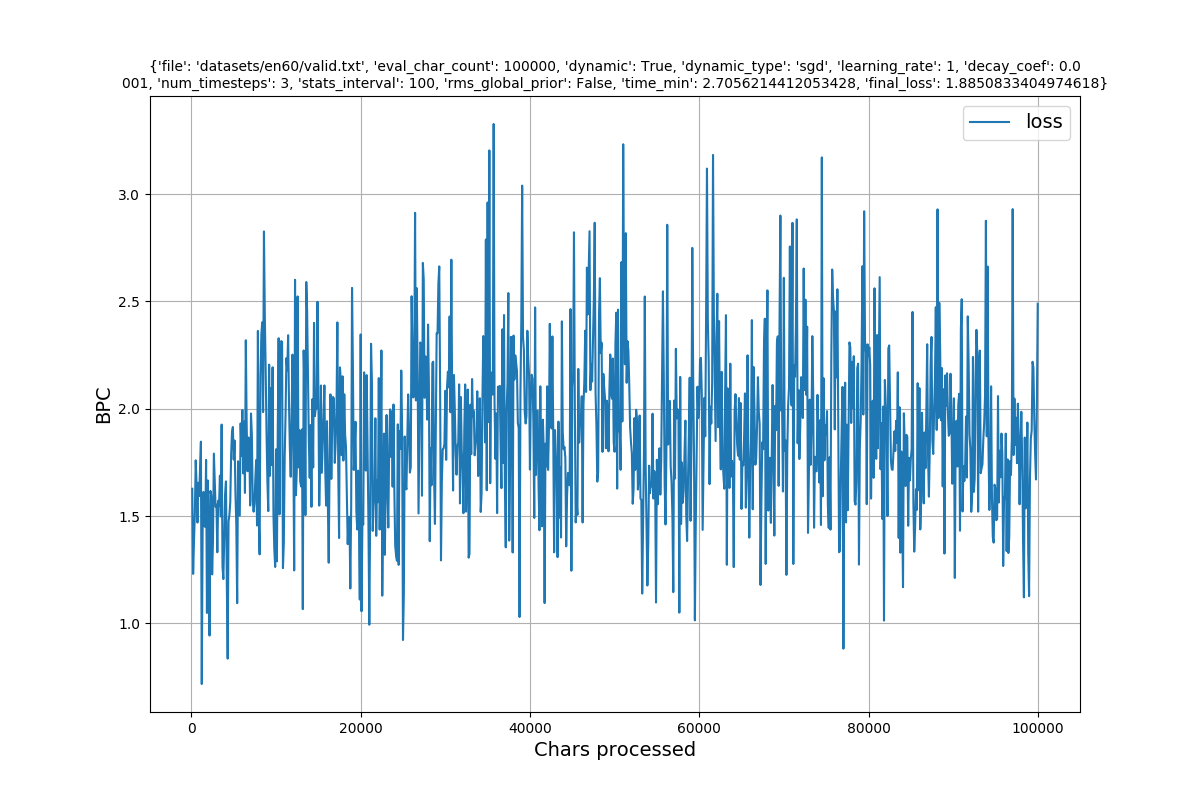 {'file': 'datasets/en60/valid.txt', 'eval_char_count': 100000, 'dynamic': True, 'dynamic_type': 'sgd', 'learning_rate': 1, 'decay_coef': 0.0
001, 'num_timesteps': 3, 'stats_interval': 100, 'rms_global_prior': False, 'time_min': 2.7056214412053428, 'final_loss': 1.8850833404974618}
loss
3.0
2.5
2.0
1.5
1.0
BPC
0
20000
40000
60000
80000
100000
Chars processed